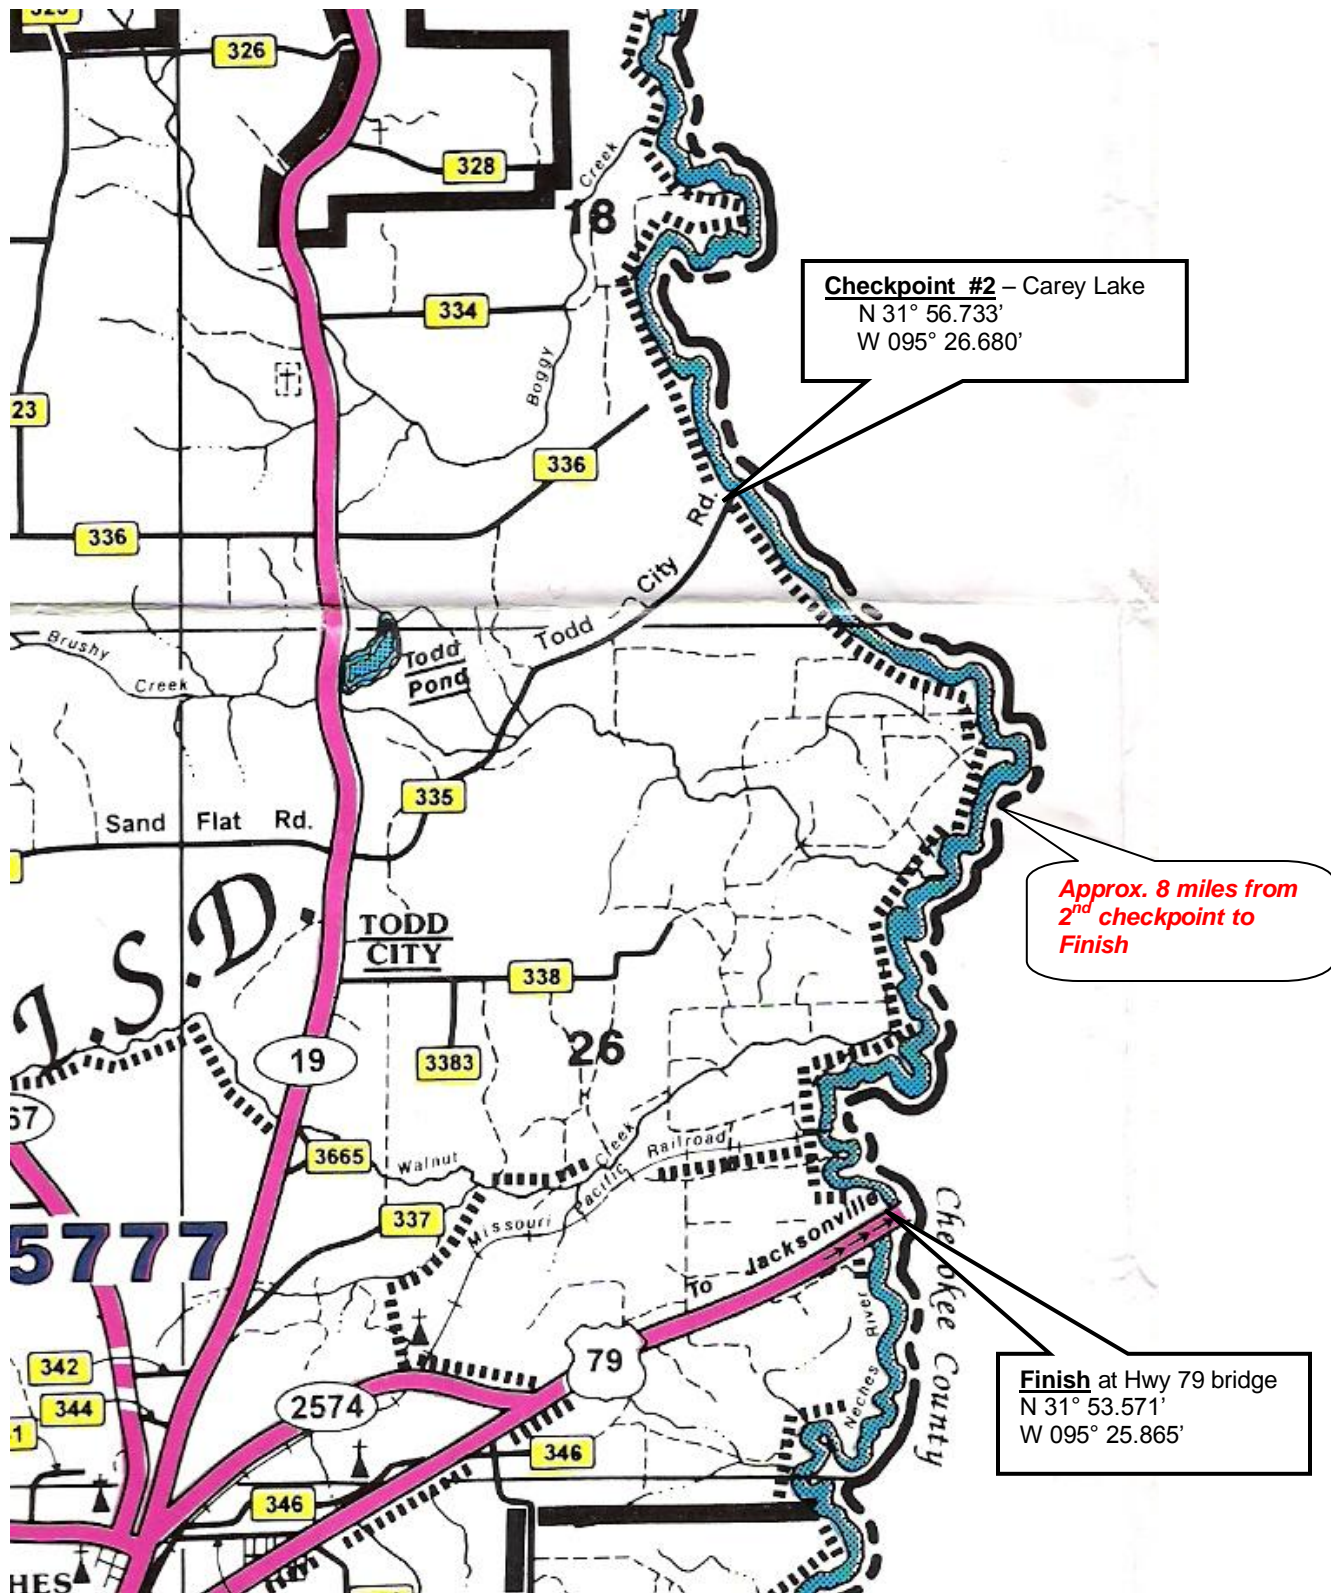 326
328
Creek
18
Checkpoint #2 – Carey Lake
N 31° 56.733’
W 095° 26.680’
334
Boggy
23
336
336
Rd.
City
Todd
Brushy
Creek
Todd
Pond
335
Sand Flat Rd.
Approx. 8 miles from
2nd checkpoint to
Finish
I.S.D.
TODD
CITY
338
19
3383
26
67
3665
Walnut
Creek
Missouri Pacific Railroad
337
To Jacksonville
5777
Cherokee County
Neches River
79
342
344
2574
Finish at Hwy 79 bridge
N 31° 53.571’
W 095° 25.865’
1
346
346
HES